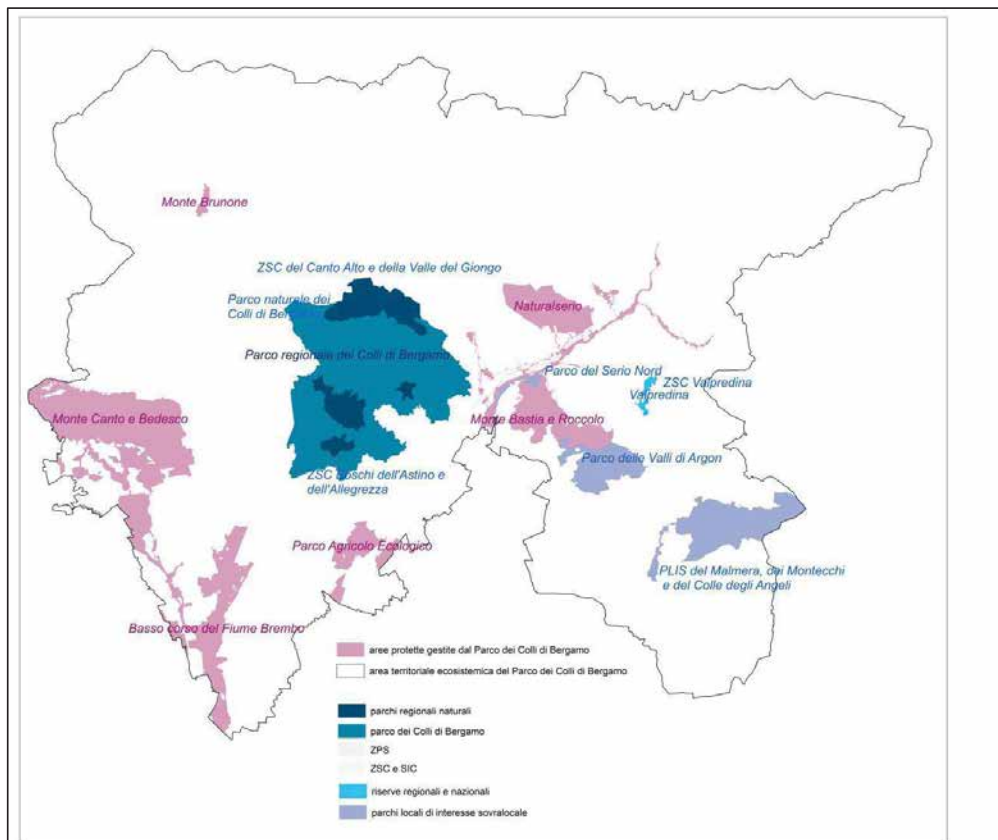 Monte Brunone
ZSC del Canto Alto e della Valle del Giongo
Parco naturale dei
Colli di Bergamo
Naturalserio
Parco regionale dei Colli di Bergamo
Parco del Serio Nord
ZSC Valpredina
Valpredina
Monte Canto e Bedesco
Monte Bastia e Roccolo
Parco delle Valli di Argon
ZSC Boschi dell'Astino e
dell'Allegrezza
Parco Agricolo Ecologico
PLIS del Malmera, dei Montecchi
e del Colle degli Angeli
Basso corso del Fiume Brembo
aree protette gestite dal Parco dei Colli di Bergamo
area territoriale ecosistemica del Parco dei Colli di Bergamo
parchi regionali naturali
parco dei Colli di Bergamo
ZPS
ZSC e SIC
riserve regionali e nazionali
parchi locali di interesse sovralocale